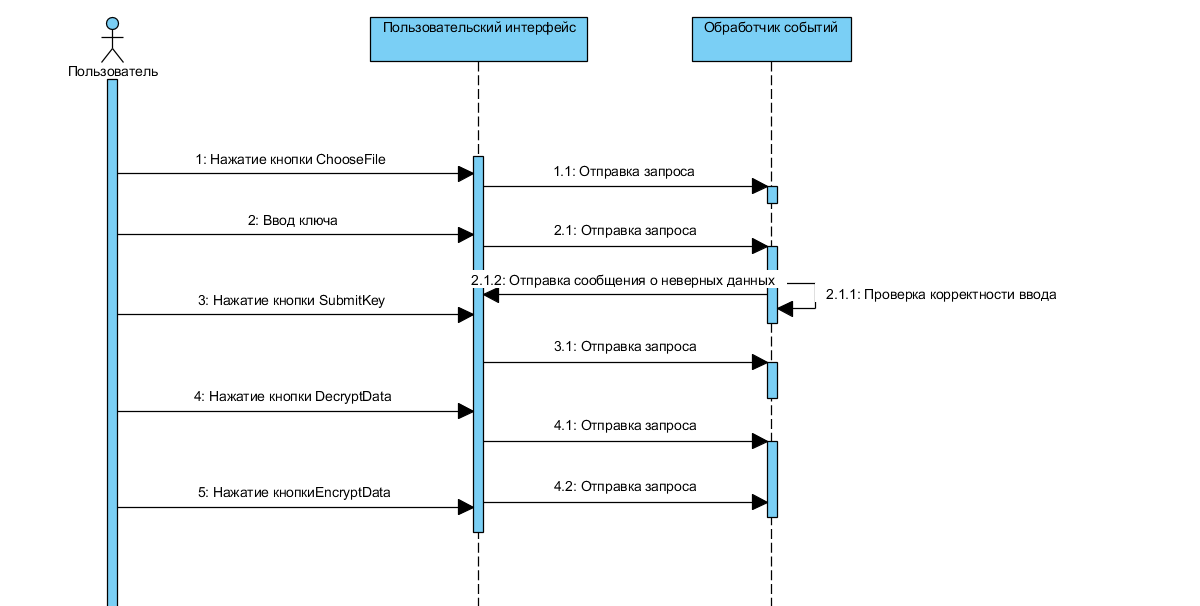 Пользователь
Пользовательский интерфейс
Обработчик событий
1: Нажатие кнопки ChooseFile
1.1: Отправка запроса
2: Ввод ключа
2.1: Отправка запроса
2.1.2: Отправка сообщения о неверных данных
2.1.1: Проверка корректности ввода
3: Нажатие кнопки SubmitKey
3.1: Отправка запроса
4: Нажатие кнопки DecryptData
4.1: Отправка запроса
5: Нажатие кнопкиEncryptData
4.2: Отправка запроса